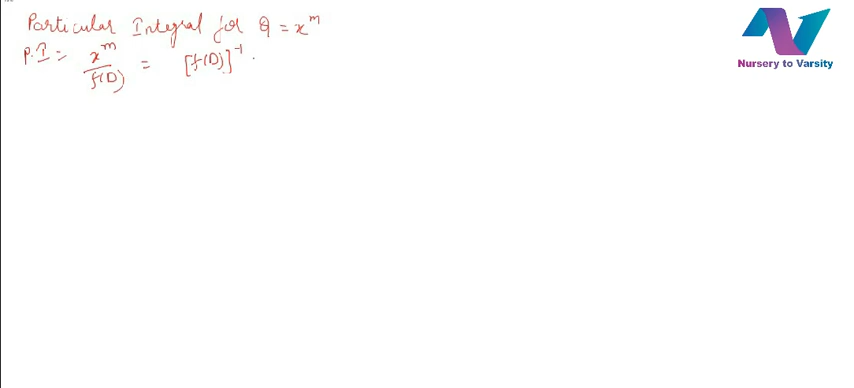 Particular Integral for Q = x^m
P.I = x^m / f(D) = [f(D)]^-1 .
Nursery to Varsity